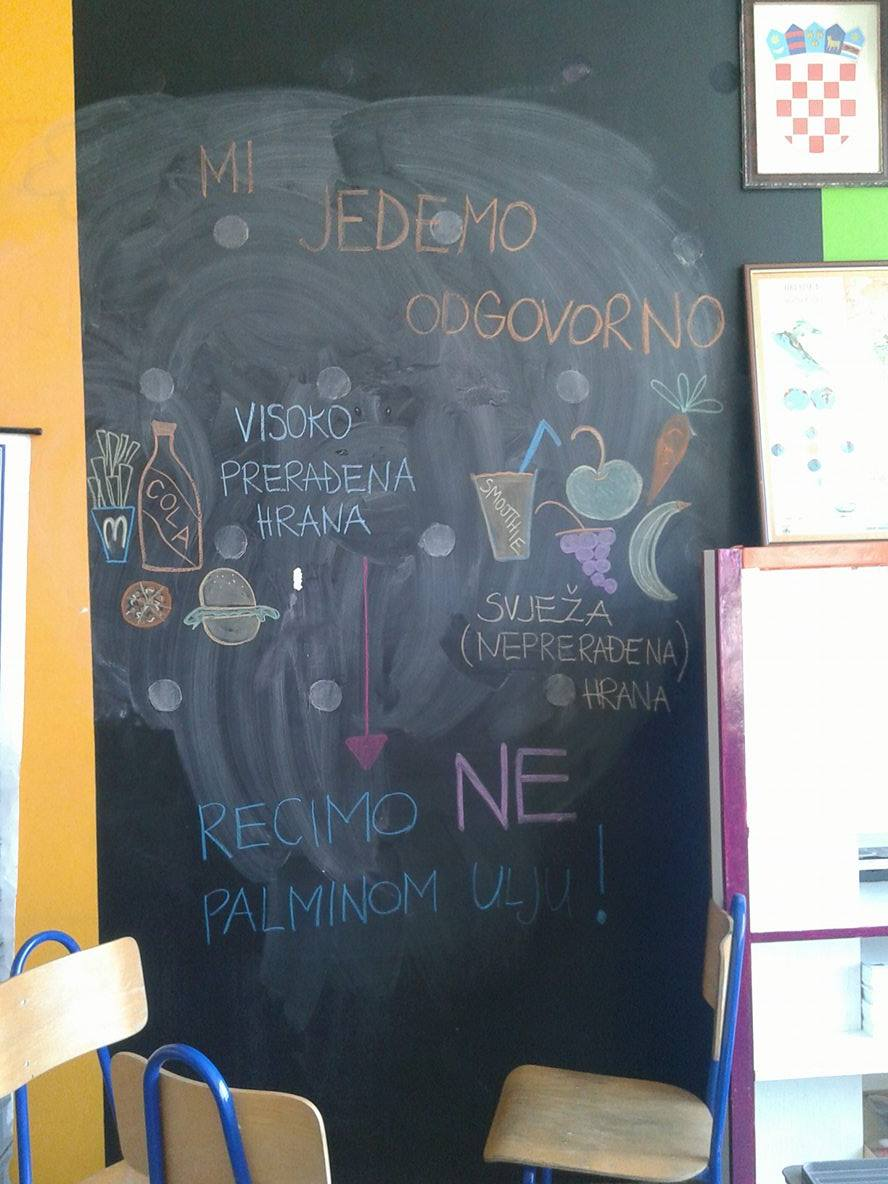 MI
JEDEMO
ODGOVORNO
VISOKO
PRERAĐENA
HRANA
M
COLA
SMOOTHIE
SVJEŽA
(NEPRERAĐENA)
HRANA
RECIMO NE
PALMINOM ULJU!